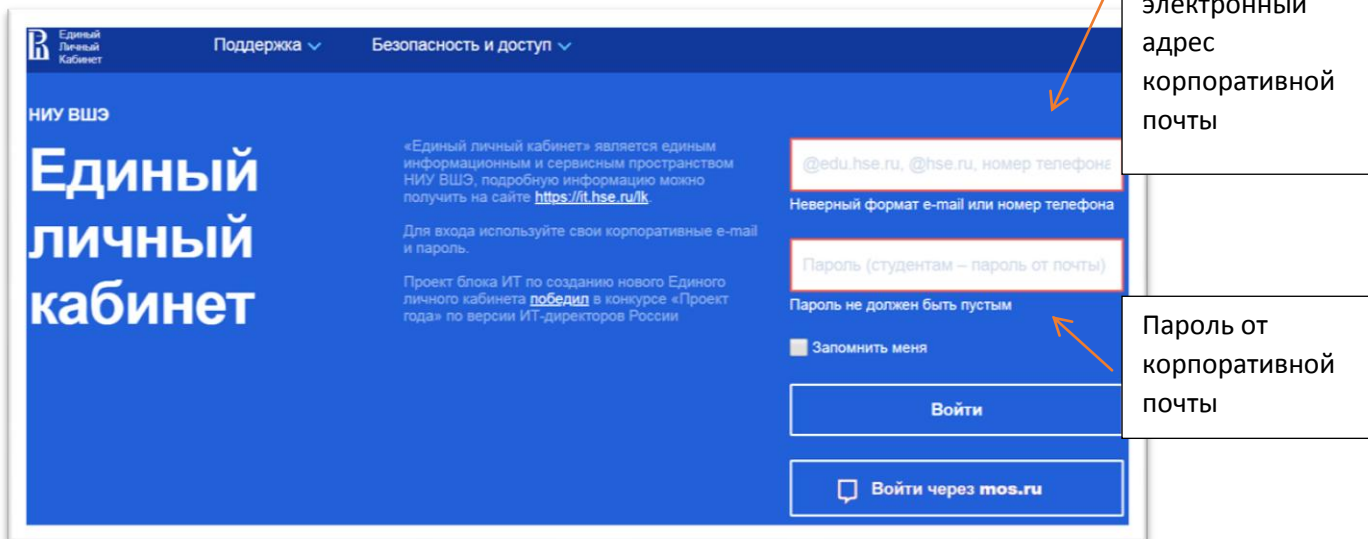 электронный
адрес
корпоративной
почты
Единый
Личный
Кабинет
Поддержка
Безопасность и доступ
НИУ ВШЭ
Единый
личный
кабинет
«Единый личный кабинет» является единым
информационным и сервисным пространством
НИУ ВШЭ, подробную информацию можно
получить на сайте https://it.hse.ru/lk.
Для входа используйте свои корпоративные e-mail
и пароль.
Проект блока ИТ по созданию нового Единого
личного кабинета победил в конкурсе «Проект
года» по версии ИТ-директоров России
@edu.hse.ru, @hse.ru, номер телефона
Неверный формат e-mail или номер телефона
Пароль (студентам – пароль от почты)
Пароль не должен быть пустым
Запомнить меня
Войти
Войти через mos.ru
Пароль от
корпоративной
почты